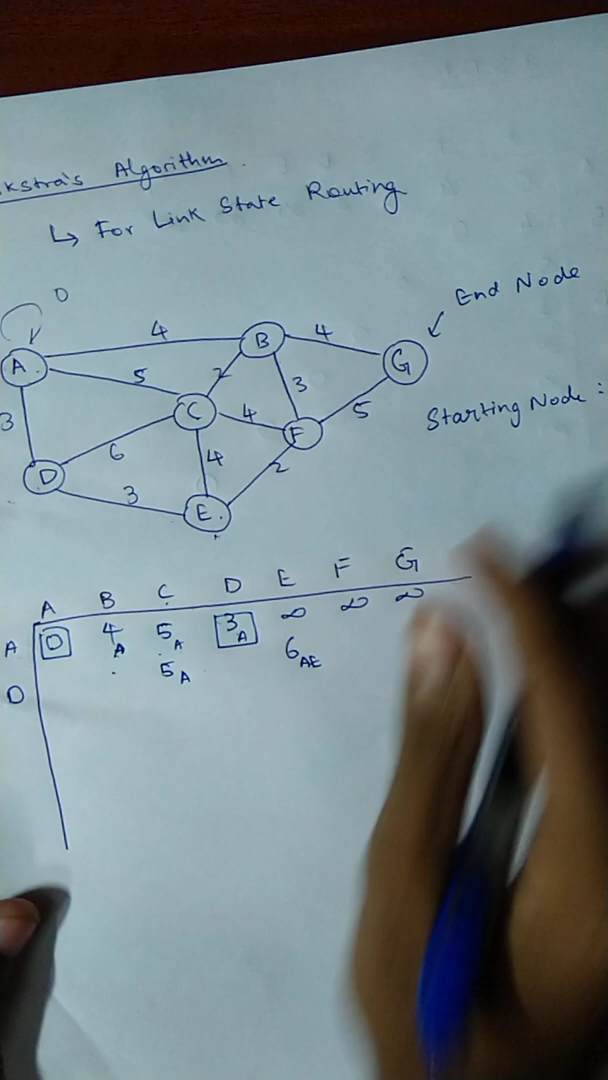 kstra's Algorithm
↳ For Link State Routing
0
End Node
A 4 B 4 G
5 2 3
Starting Node :
3 C 4 F 5
D 6 4 2
3 E
A B C D E F G
A 0 4A 5A 3A ∞ ∞ ∞
D 5A 6AE